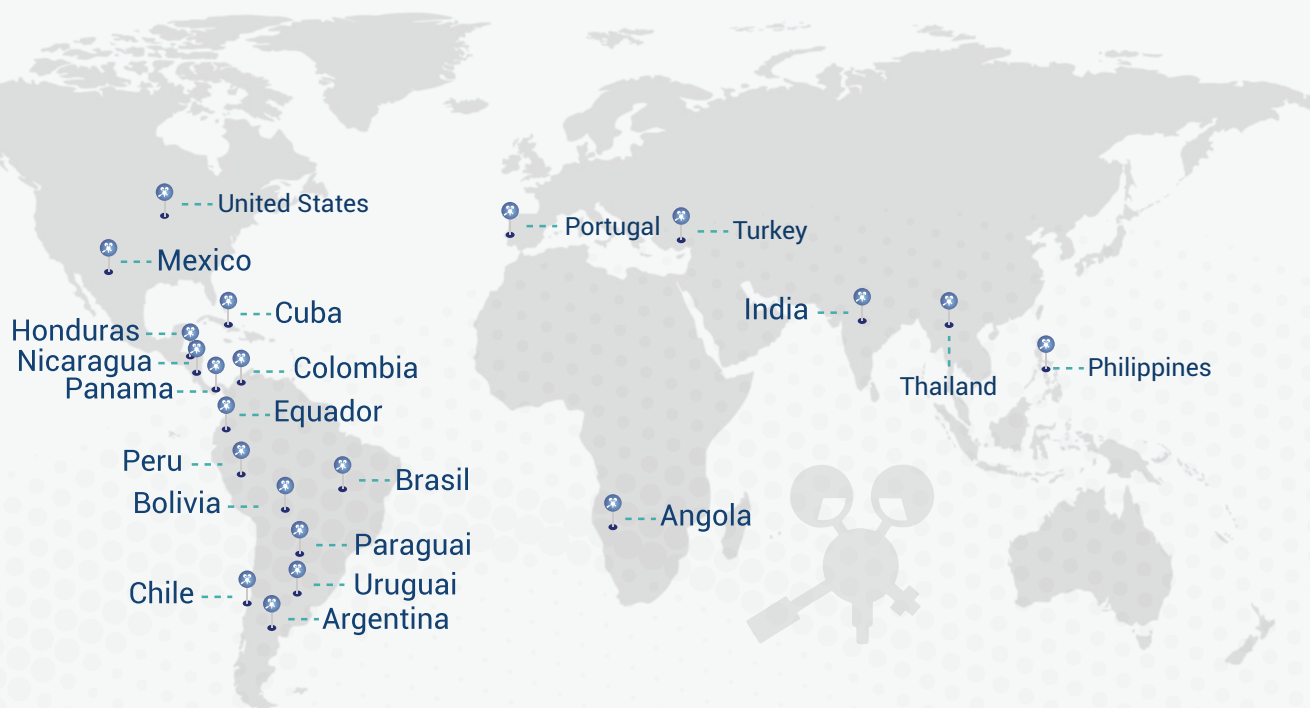 United States
Portugal
Turkey
Mexico
Cuba
India
Honduras
Nicaragua
Colombia
Philippines
Panama
Thailand
Equador
Peru
Brasil
Bolivia
Angola
Paraguai
Uruguai
Chile
Argentina